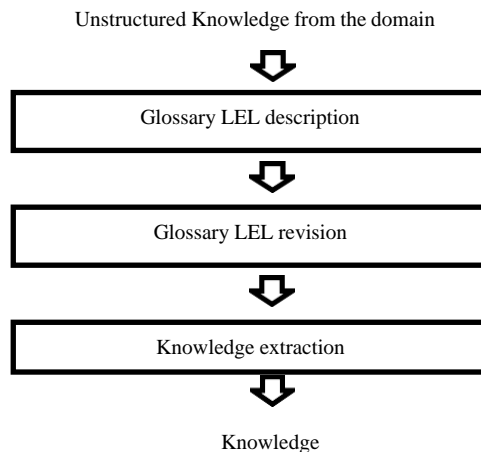 Unstructured Knowledge from the domain
Glossary LEL description
Glossary LEL revision
Knowledge extraction
Knowledge